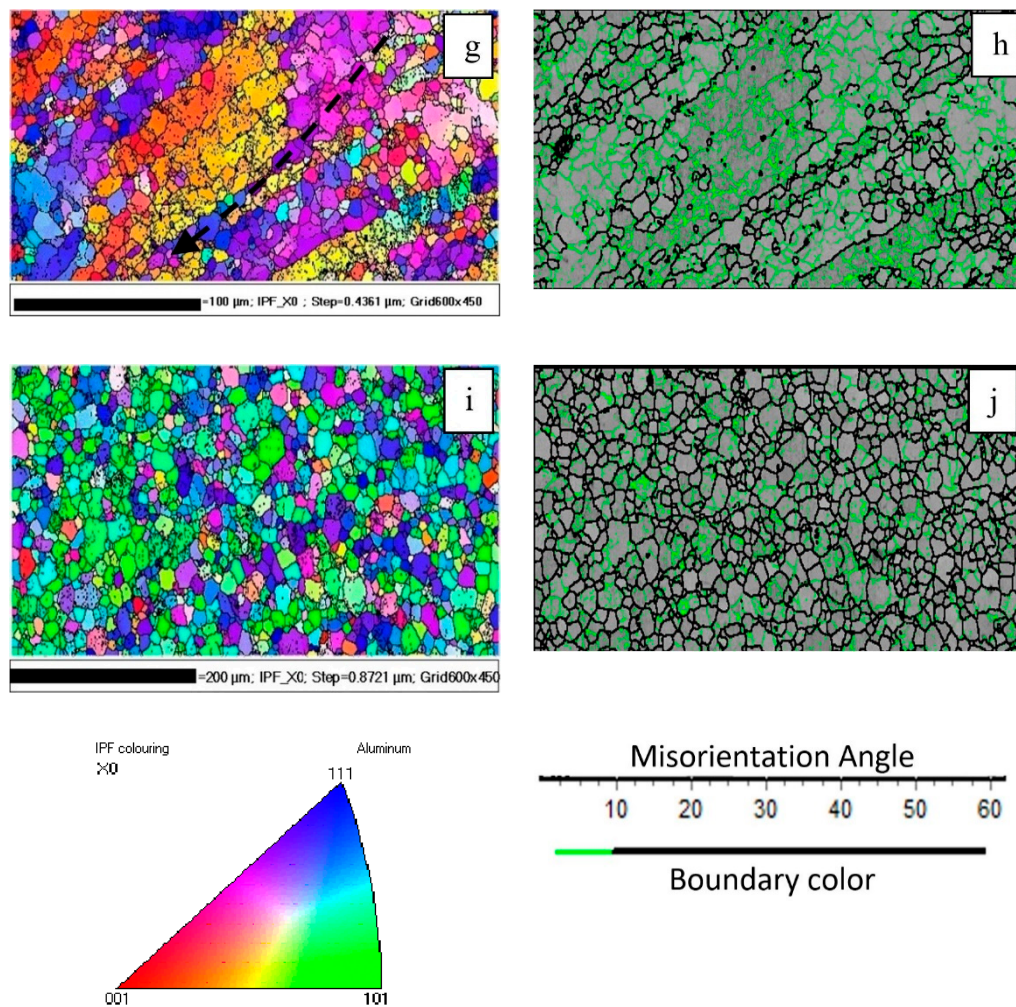 g
h
=100 µm; IPF_X0 ; Step=0.4361 µm; Grid600x450
i
j
=200 µm; IPF_X0; Step=0.8721 µm; Grid600x450
IPF colouring
X0
Aluminum
111
001
101
Misorientation Angle
10 20 30 40 50 60
Boundary color